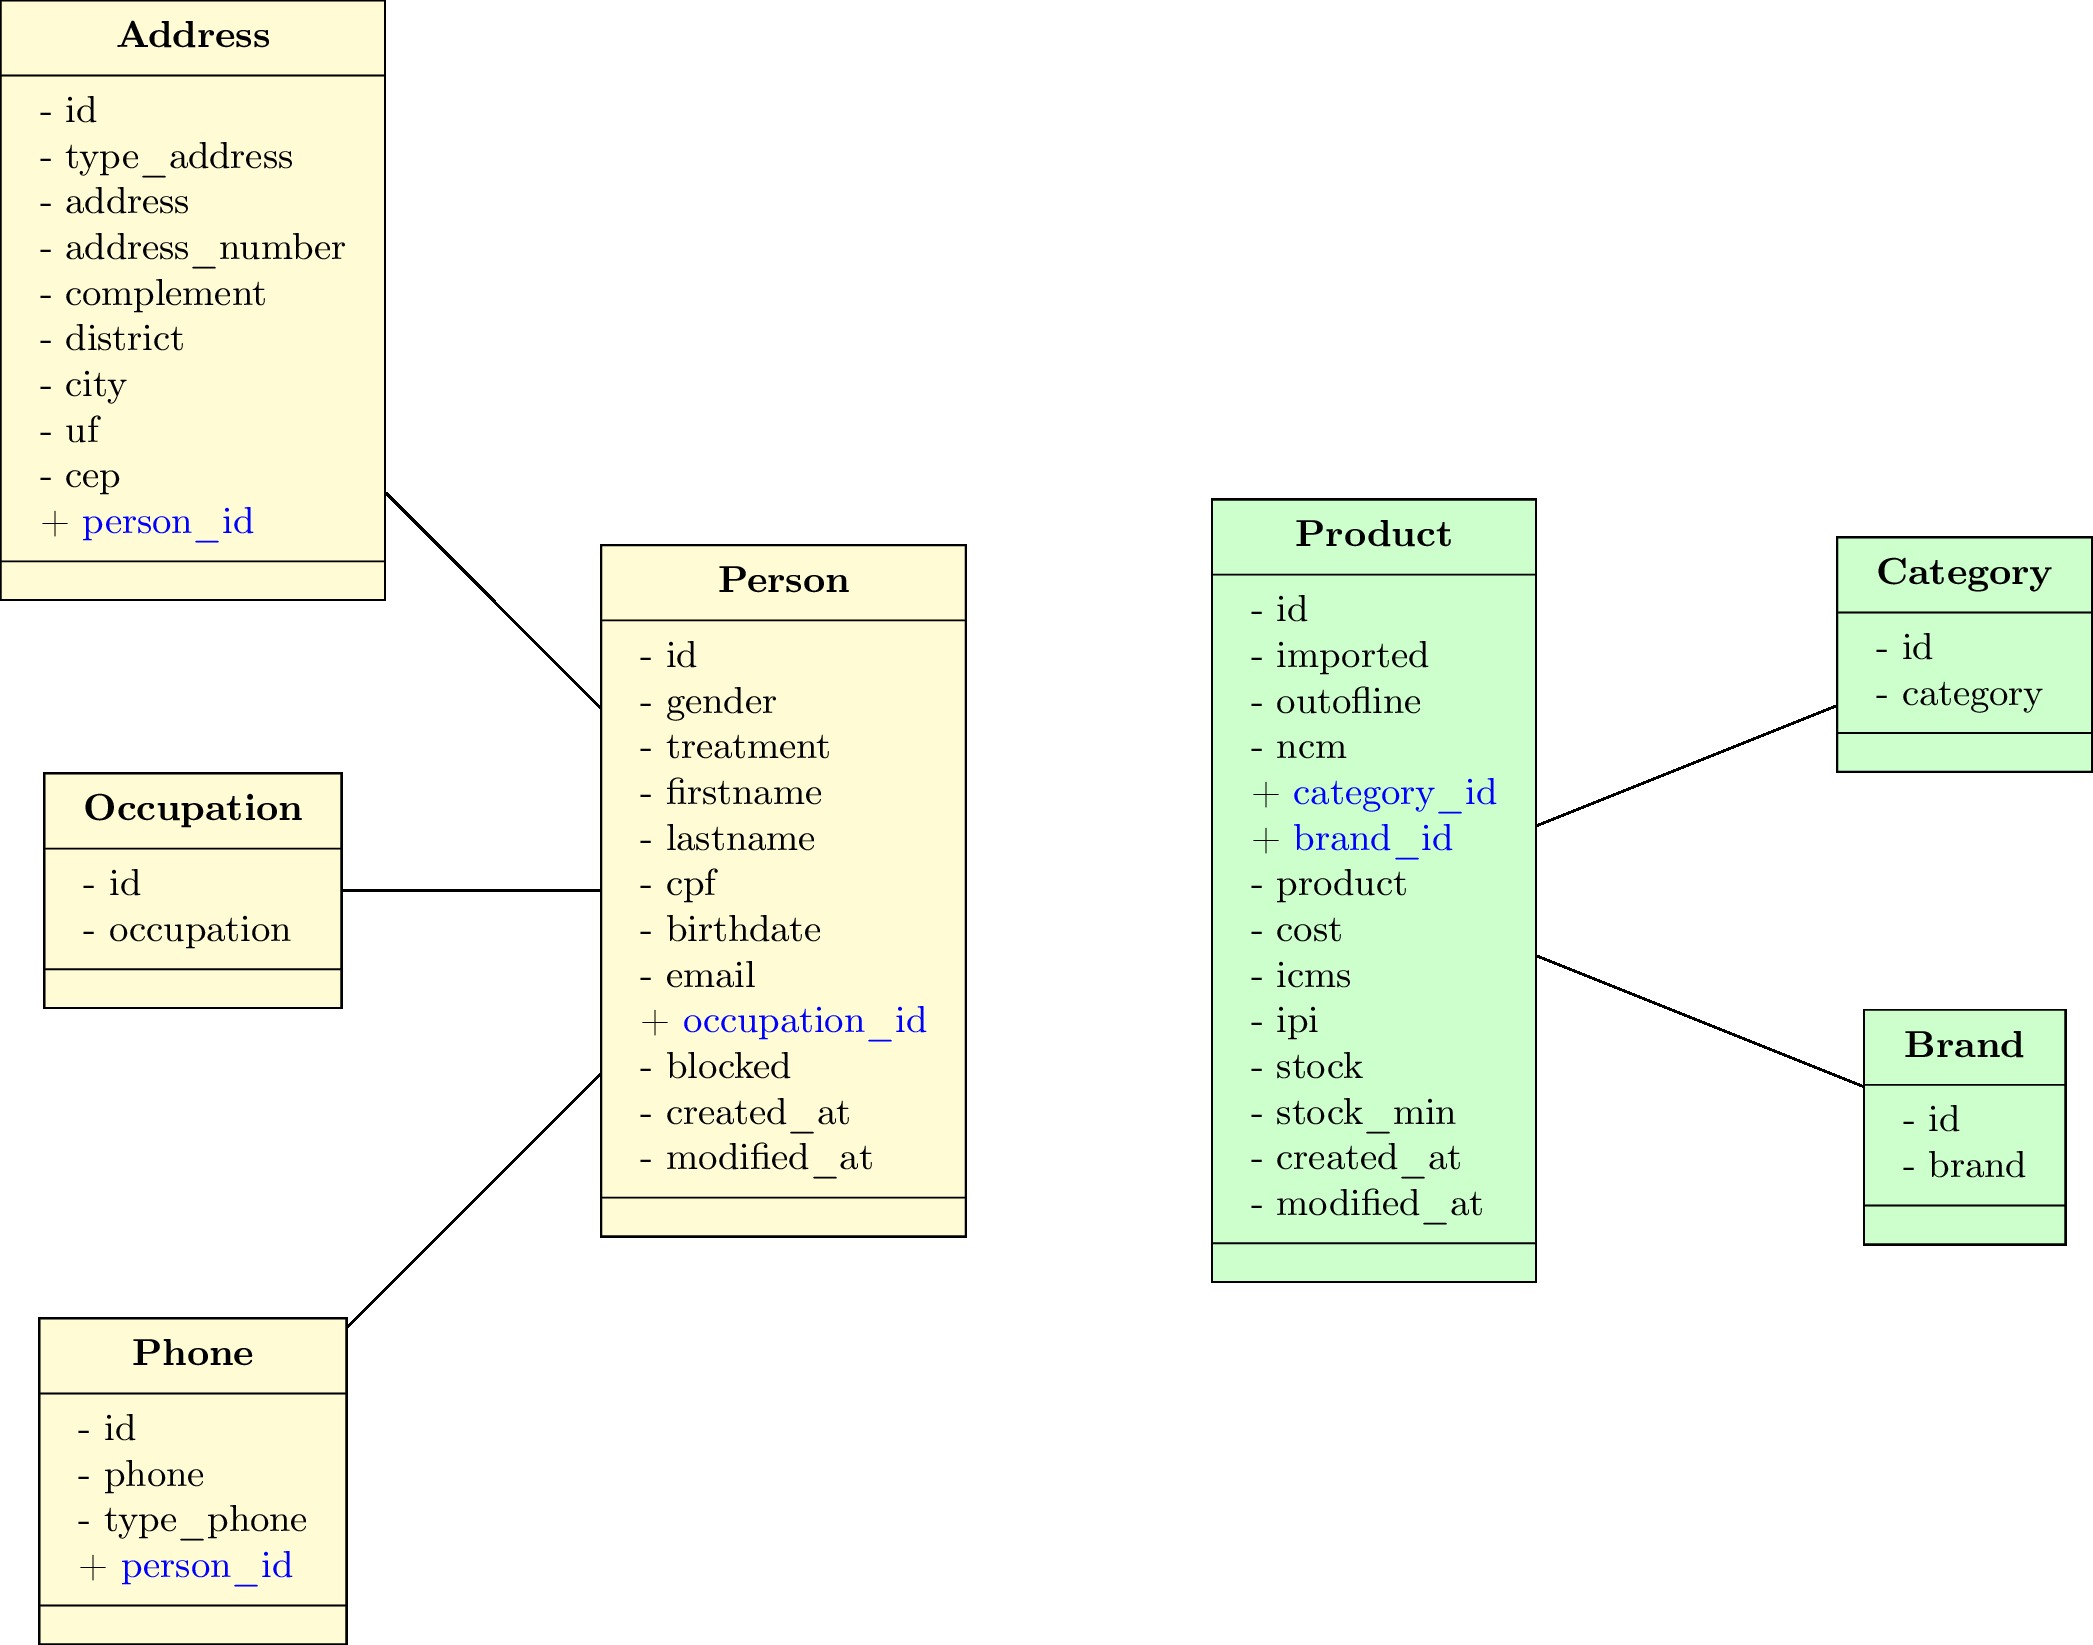 Address
- id
- type_address
- address
- address_number
- complement
- district
- city
- uf
- cep
+ person_id
Occupation
- id
- occupation
Phone
- id
- phone
- type_phone
+ person_id
Person
- id
- gender
- treatment
- firstname
- lastname
- cpf
- birthdate
- email
+ occupation_id
- blocked
- created_at
- modified_at
Product
- id
- imported
- outofline
- ncm
+ category_id
+ brand_id
- product
- cost
- icms
- ipi
- stock
- stock_min
- created_at
- modified_at
Category
- id
- category
Brand
- id
- brand